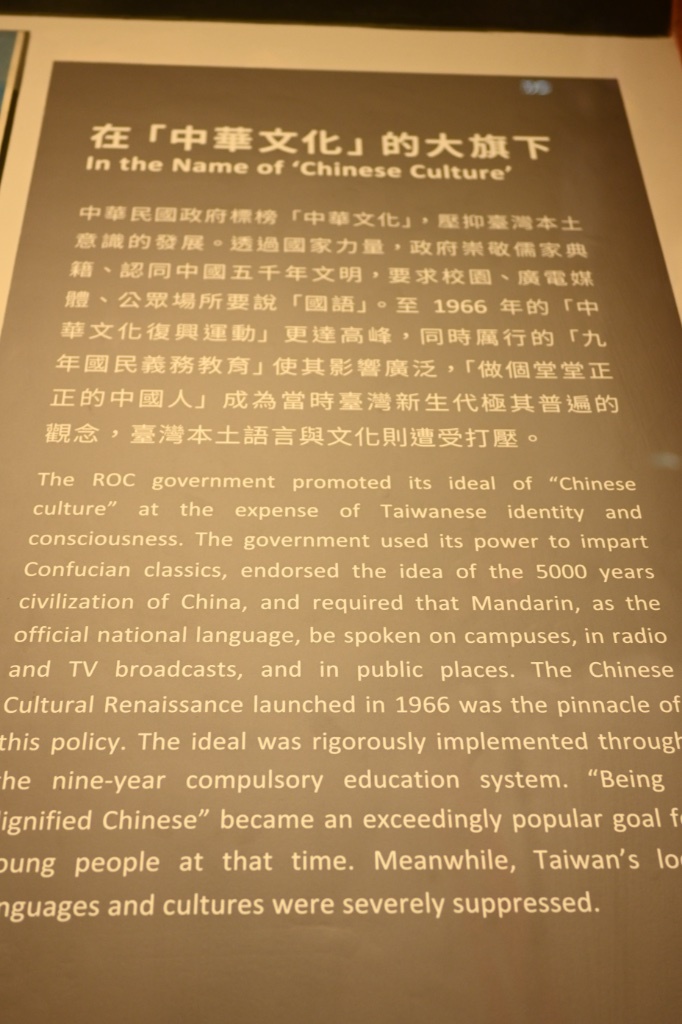 在「中華文化」的大旗下
In the Name of ‘Chinese Culture’
中華民國政府標榜「中華文化」，壓抑臺灣本土
意識的發展。透過國家力量，政府崇敬儒家典
籍、認同中國五千年文明，要求校園、廣電媒
體、公眾場所要說「國語」。至 1966 年的「中
華文化復興運動」更達高峰，同時厲行的「九
年國民義務教育」使其影響廣泛，「做個堂堂正
正的中國人」成為當時臺灣新生代極其普遍的
觀念，臺灣本土語言與文化則遭受打壓。
The ROC government promoted its ideal of “Chinese
culture” at the expense of Taiwanese identity and
consciousness. The government used its power to impart
Confucian classics, endorsed the idea of the 5000 years
civilization of China, and required that Mandarin, as the
official national language, be spoken on campuses, in radio
and TV broadcasts, and in public places. The Chinese
Cultural Renaissance launched in 1966 was the pinnacle of
this policy. The ideal was rigorously implemented through
he nine-year compulsory education system. “Being
ignified Chinese” became an exceedingly popular goal f
oung people at that time. Meanwhile, Taiwan’s lo
nguages and cultures were severely suppressed.